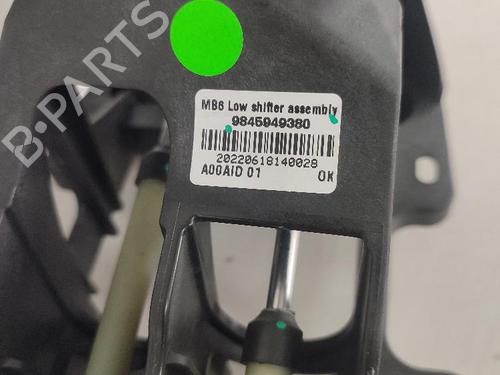 B-PARTS
MB6 Low shifter assembly
9845949380
20220618140028
A00AID 01 OK